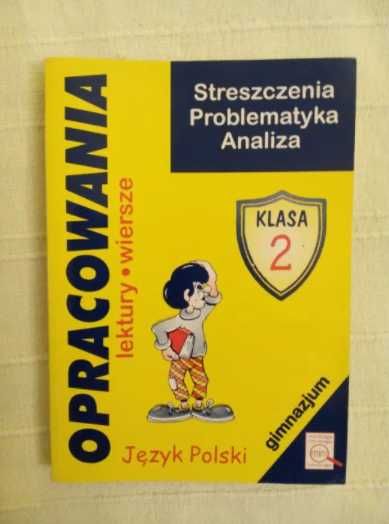 OPRACOWANIA
lektury • wiersze
Streszczenia
Problematyka
Analiza
KLASA
2
Język Polski
gimnazjum